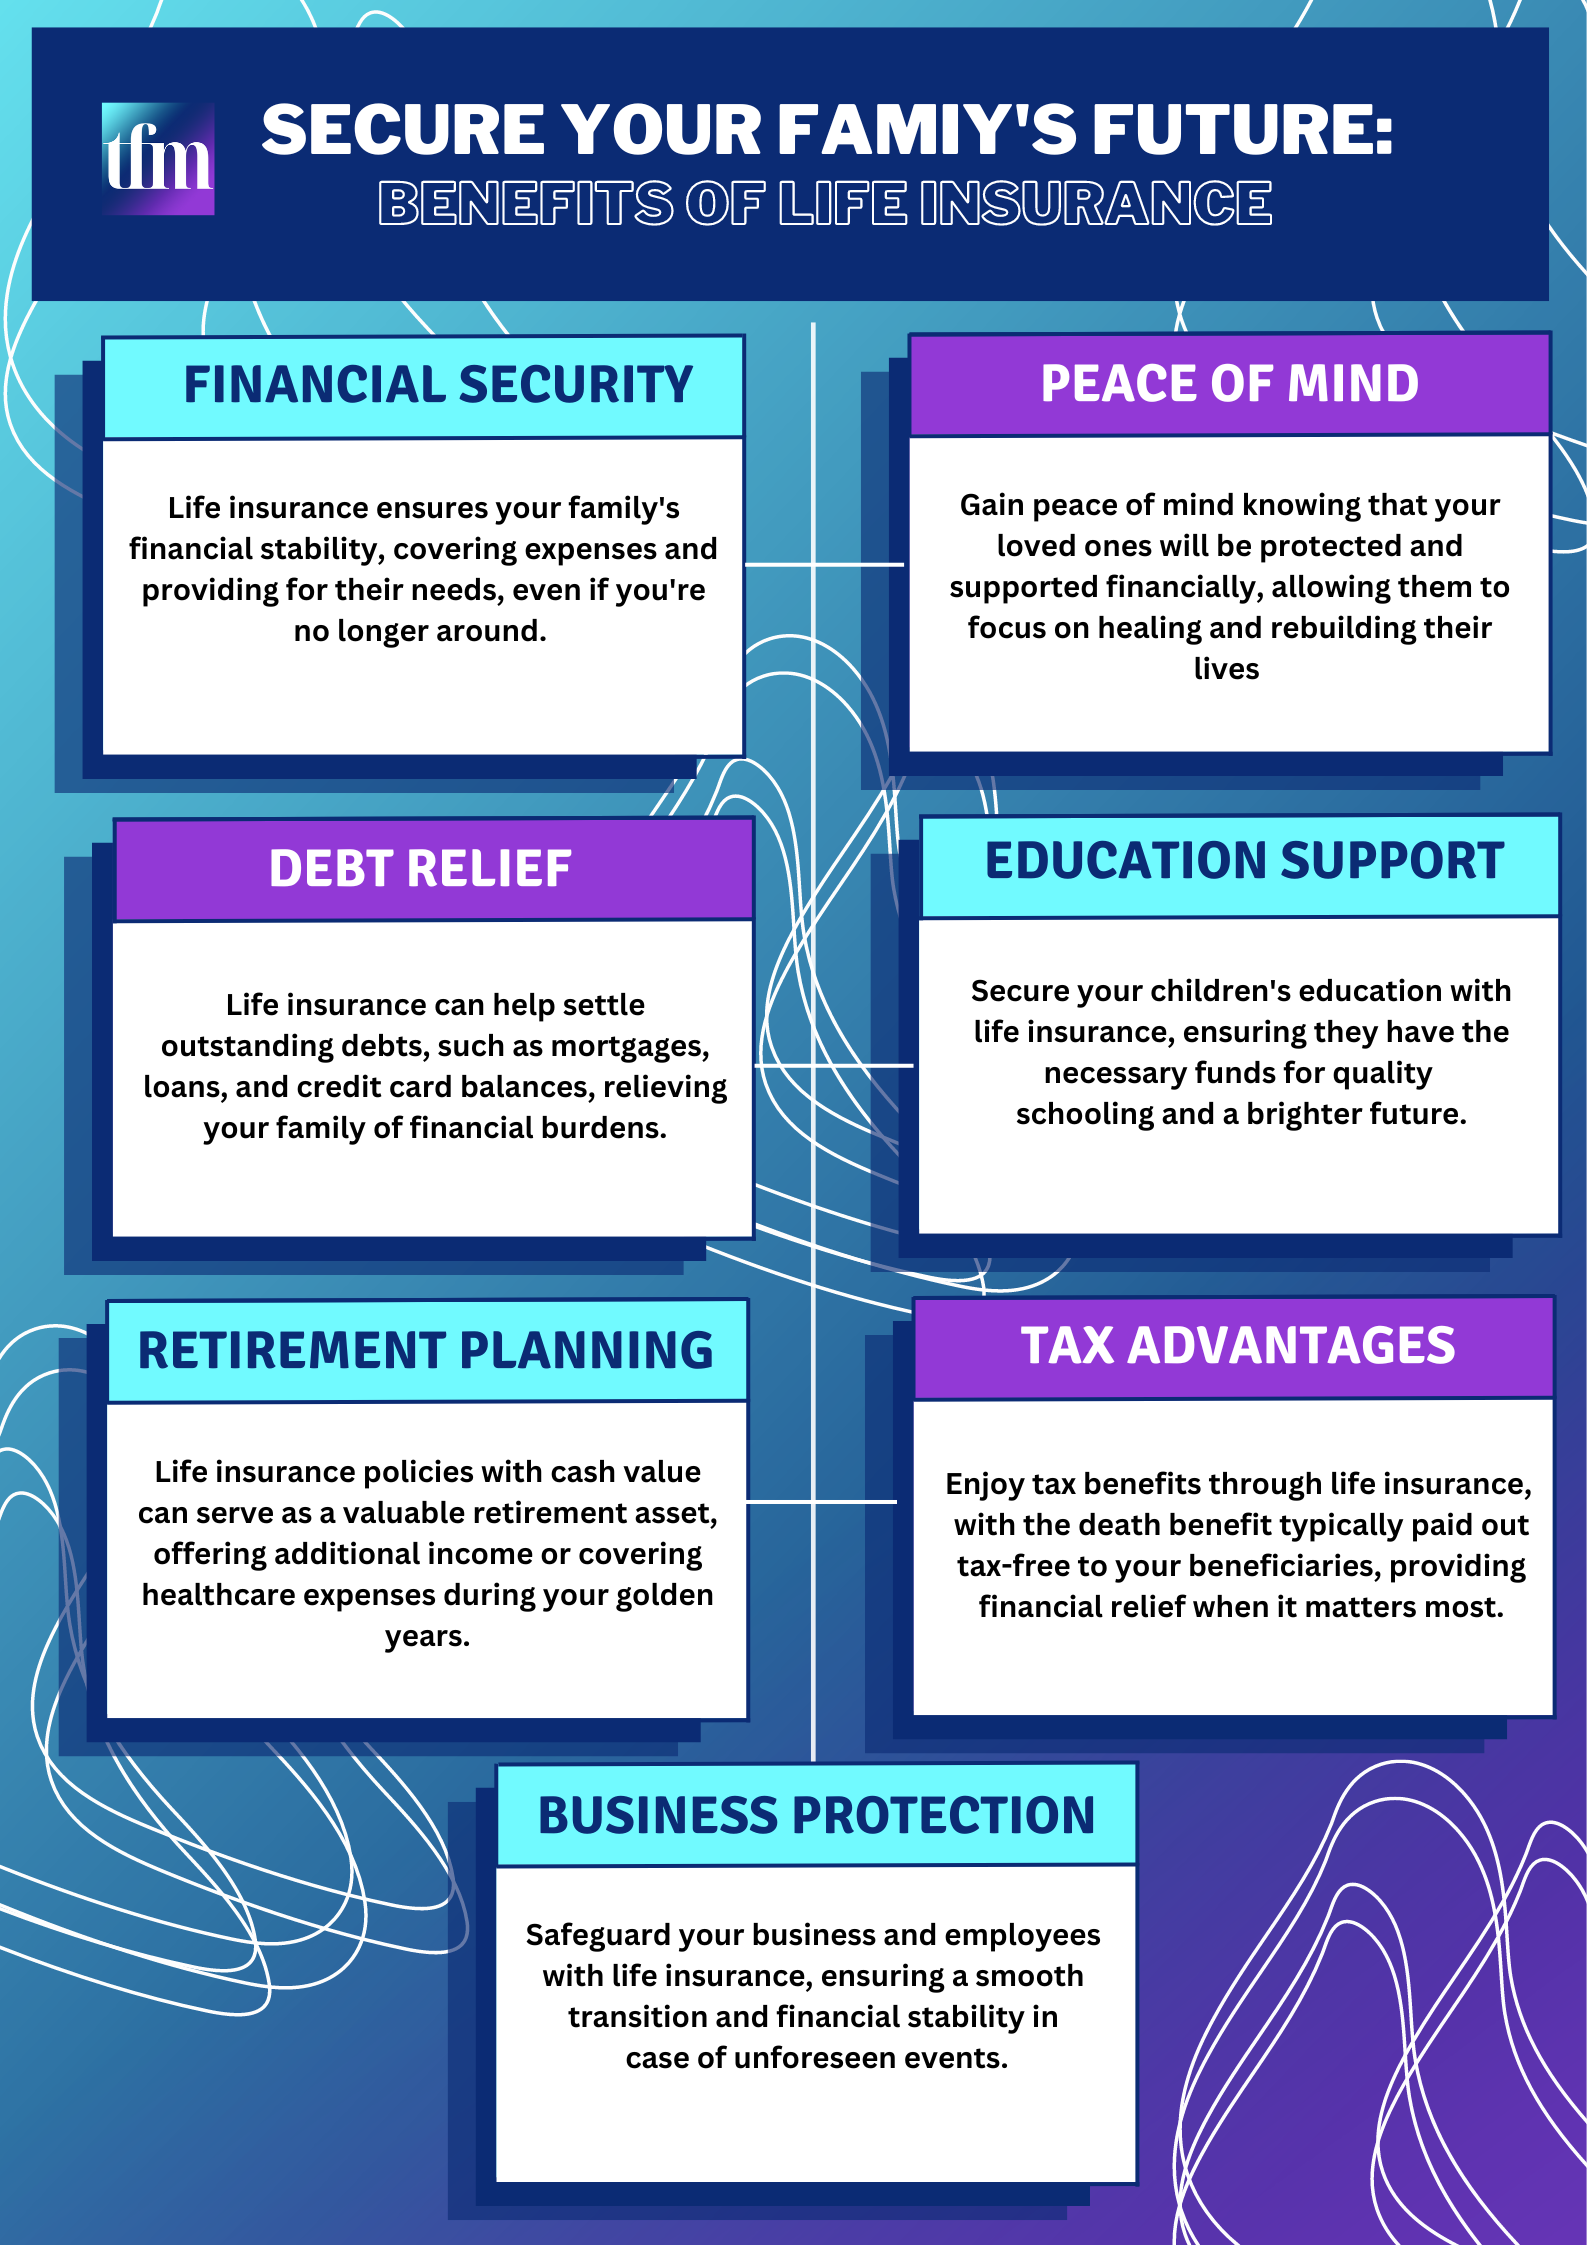 tfm
SECURE YOUR FAMIY'S FUTURE:
BENEFITS OF LIFE INSURANCE
FINANCIAL SECURITY
Life insurance ensures your family's
financial stability, covering expenses and
providing for their needs, even if you're
no longer around.
PEACE OF MIND
Gain peace of mind knowing that your
loved ones will be protected and
supported financially, allowing them to
focus on healing and rebuilding their
lives
DEBT RELIEF
Life insurance can help settle
outstanding debts, such as mortgages,
loans, and credit card balances, relieving
your family of financial burdens.
EDUCATION SUPPORT
Secure your children's education with
life insurance, ensuring they have the
necessary funds for quality
schooling and a brighter future.
RETIREMENT PLANNING
Life insurance policies with cash value
can serve as a valuable retirement asset,
offering additional income or covering
healthcare expenses during your golden
years.
TAX ADVANTAGES
Enjoy tax benefits through life insurance,
with the death benefit typically paid out
tax-free to your beneficiaries, providing
financial relief when it matters most.
BUSINESS PROTECTION
Safeguard your business and employees
with life insurance, ensuring a smooth
transition and financial stability in
case of unforeseen events.